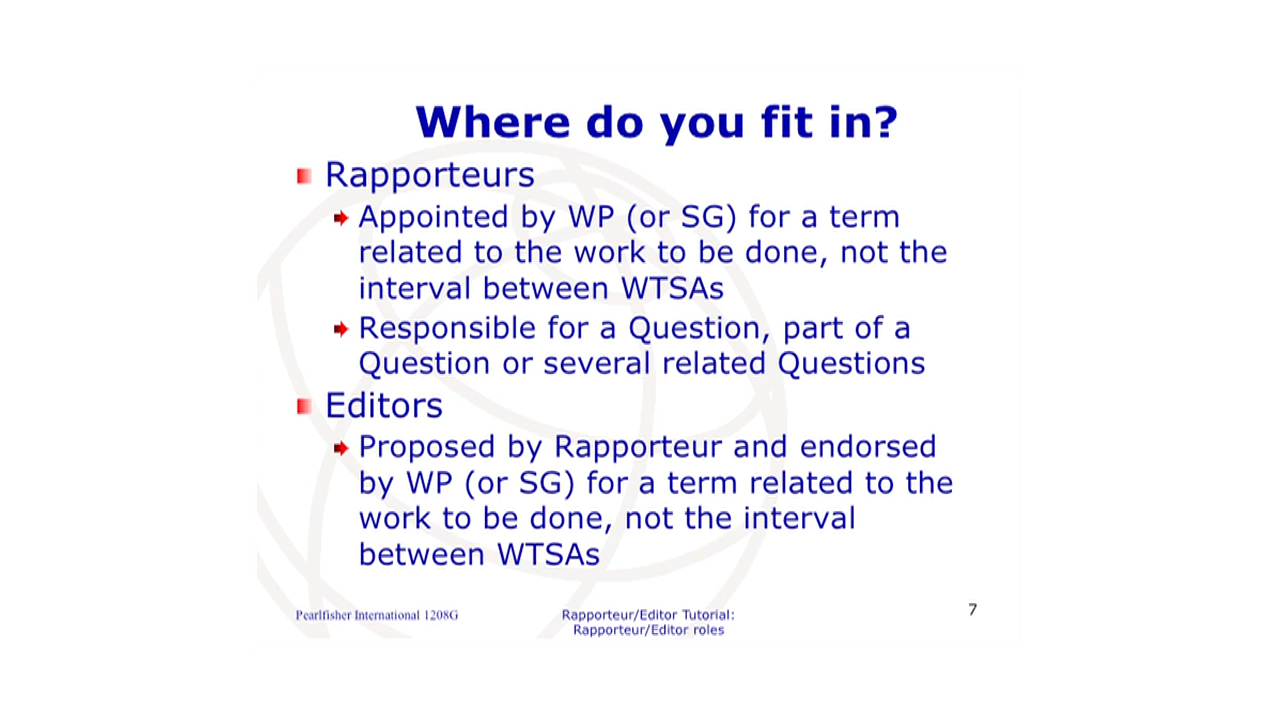 Where do you fit in?
Rapporteurs
Appointed by WP (or SG) for a term
related to the work to be done, not the
interval between WTSAs
Responsible for a Question, part of a
Question or several related Questions
Editors
Proposed by Rapporteur and endorsed
by WP (or SG) for a term related to the
work to be done, not the interval
between WTSAs
Pearlfisher International 1208G
Rapporteur/Editor Tutorial:
Rapporteur/Editor roles
7